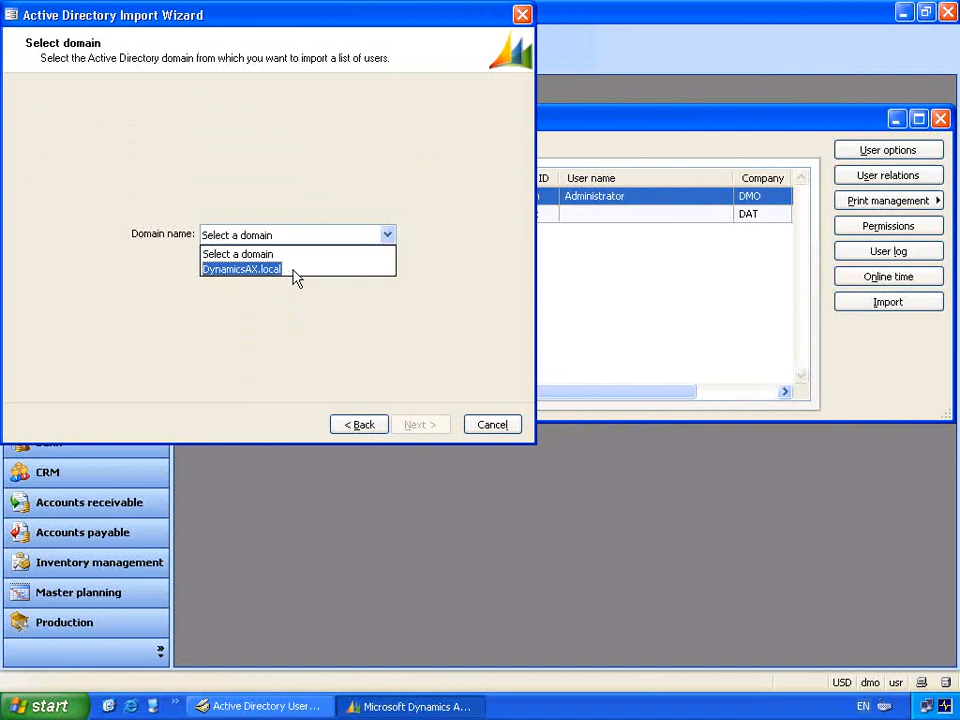 Active Directory Import Wizard
Select domain
Select the Active Directory domain from which you want to import a list of users.
Domain name:
Select a domain
Select a domain
DynamicsAX.local
< Back
Next >
Cancel
ID
User name
Company
Administrator
DMO
DAT
User options
User relations
Print management
Permissions
User log
Online time
Import
CRM
Accounts receivable
Accounts payable
Inventory management
Master planning
Production
»
USD
dmo
usr
start
»
Active Directory User...
Microsoft Dynamics A...
EN